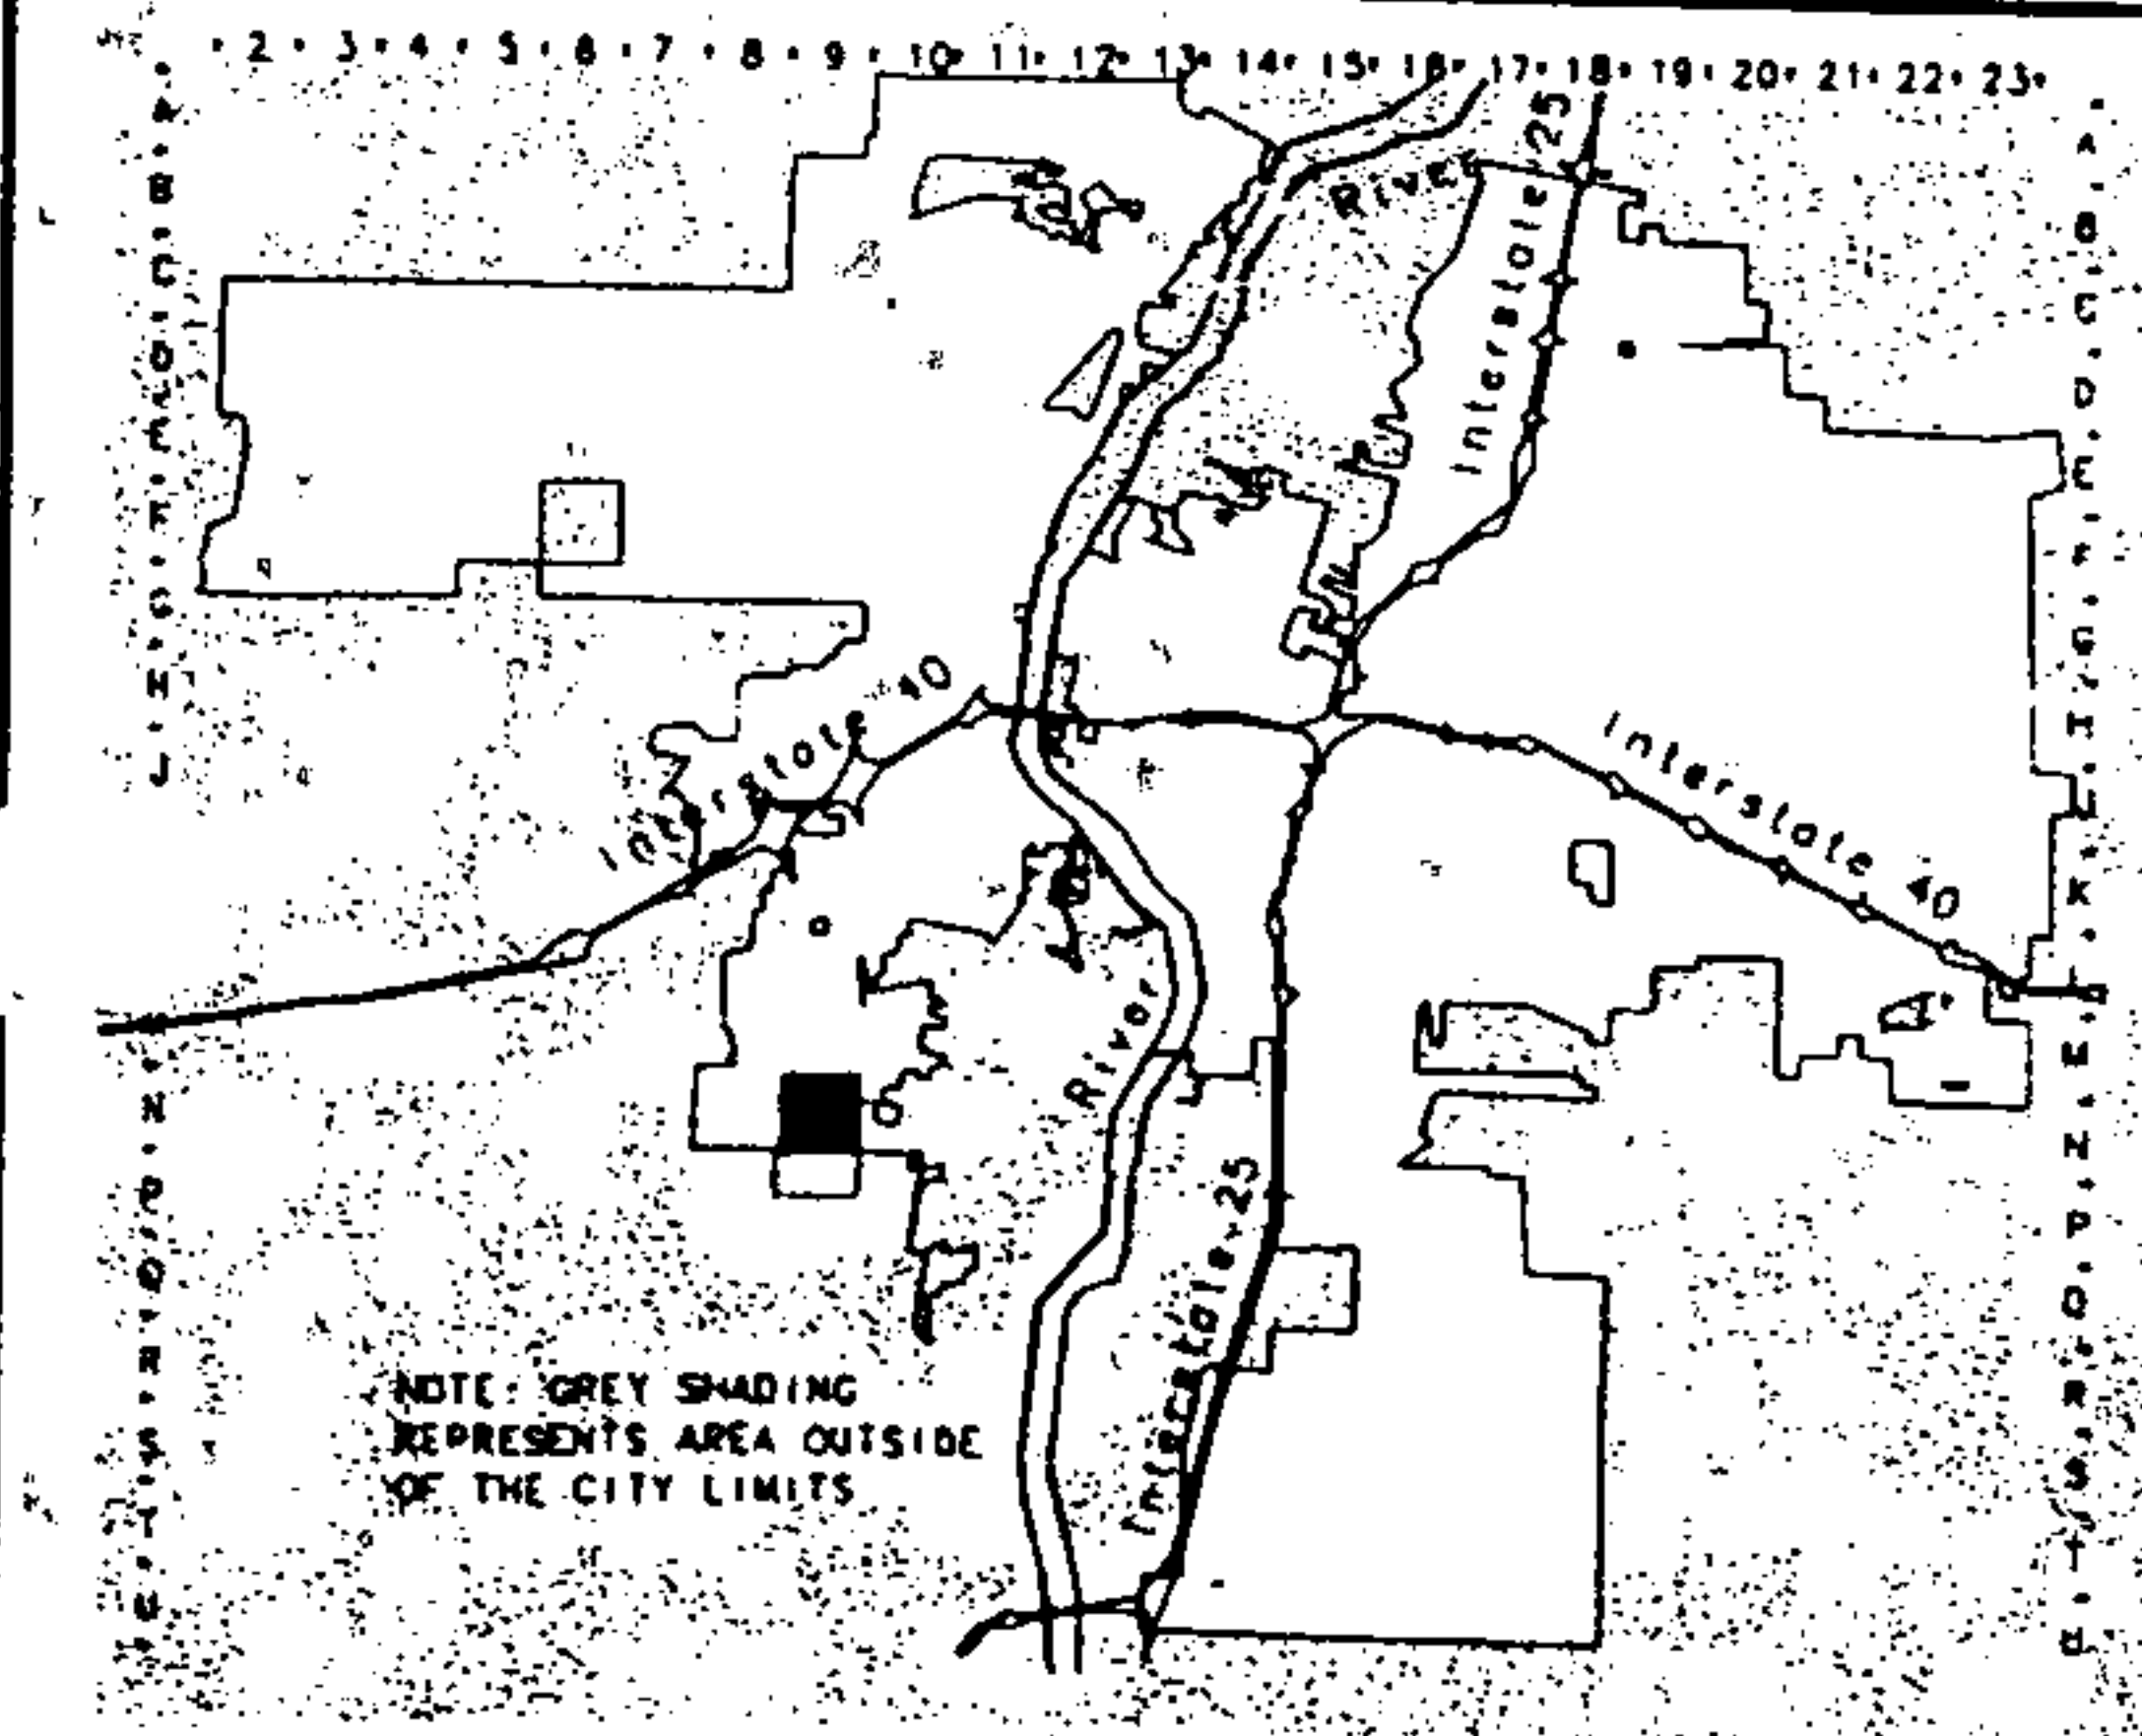 2 3 4 5 6 7 8 9 10 11 12 13 14 15 16 17 18 19 20 21 22 23
A
B
C
D
E
F
G
H
J
N
P
Q
R
S
T
U
A
B
C
D
E
F
G
H
J
K
L
M
N
P
Q
R
S
T
U
River
Interstate 25
Interstate 40
Interstate 40
River
Interstate 25
NOTE: GREY SHADING
REPRESENTS AREA OUTSIDE
OF THE CITY LIMITS